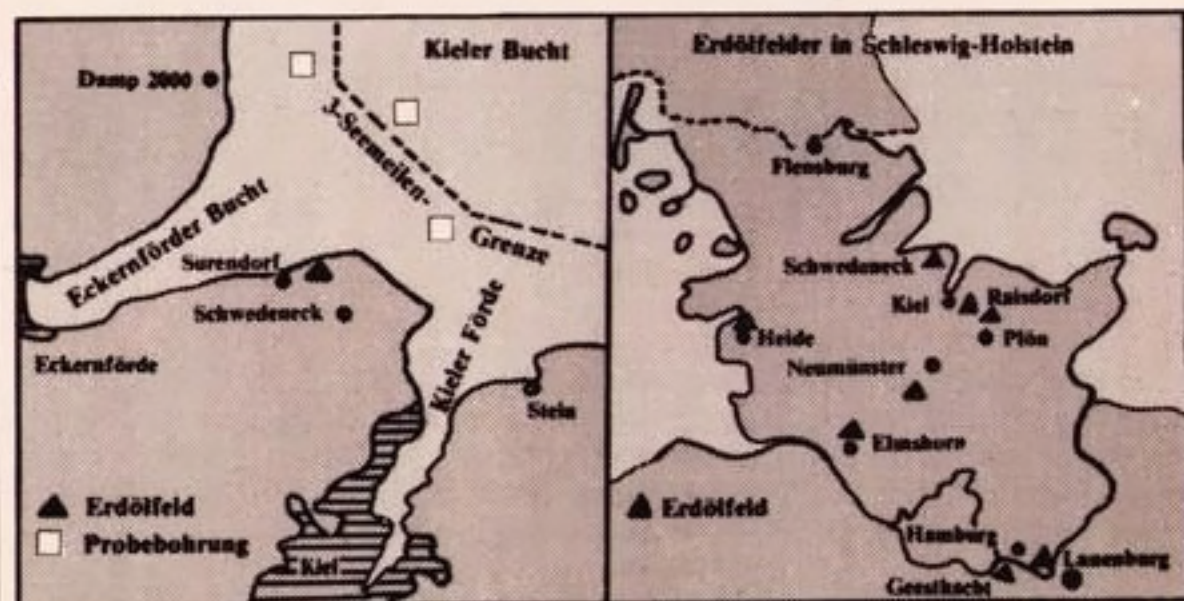 Kieler Bucht
Damp 2000
3-Seemeilen-
Grenze
Eckernförder Bucht
Surendorf
Schwedeneck
Eckernförde
Kieler Förde
Stein
Erdölfeld
Probebohrung
Kiel
Erdölfelder in Schleswig-Holstein
Flensburg
Schwedeneck
Kiel
Raisdorf
Heide
Plön
Neumünster
Elmshorn
Erdölfeld
Hamburg
Lauenburg
Geesthacht